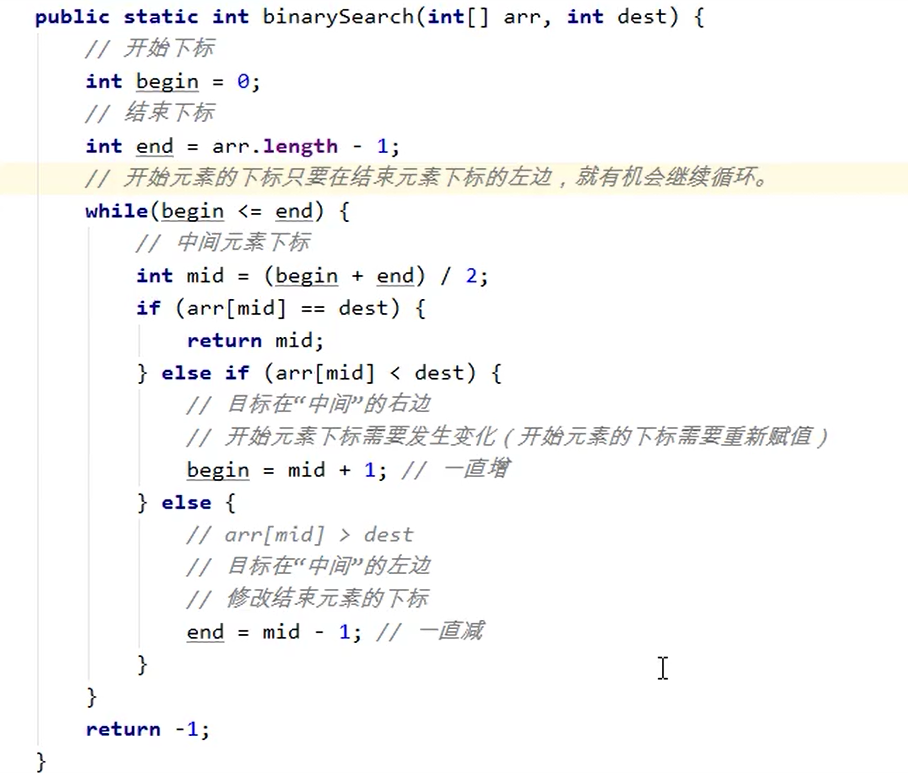 public static int binarySearch(int[] arr, int dest) {
// 开始下标
int begin = 0;
// 结束下标
int end = arr.length - 1;
// 开始元素的下标只要在结束元素下标的左边，就有机会继续循环。
while(begin <= end) {
// 中间元素下标
int mid = (begin + end) / 2;
if (arr[mid] == dest) {
return mid;
} else if (arr[mid] < dest) {
// 目标在“中间”的右边
// 开始元素下标需要发生变化（开始元素的下标需要重新赋值）
begin = mid + 1; // 一直增
} else {
// arr[mid] > dest
// 目标在“中间”的左边
// 修改结束元素的下标
end = mid - 1; // 一直减
}
}
return -1;
}